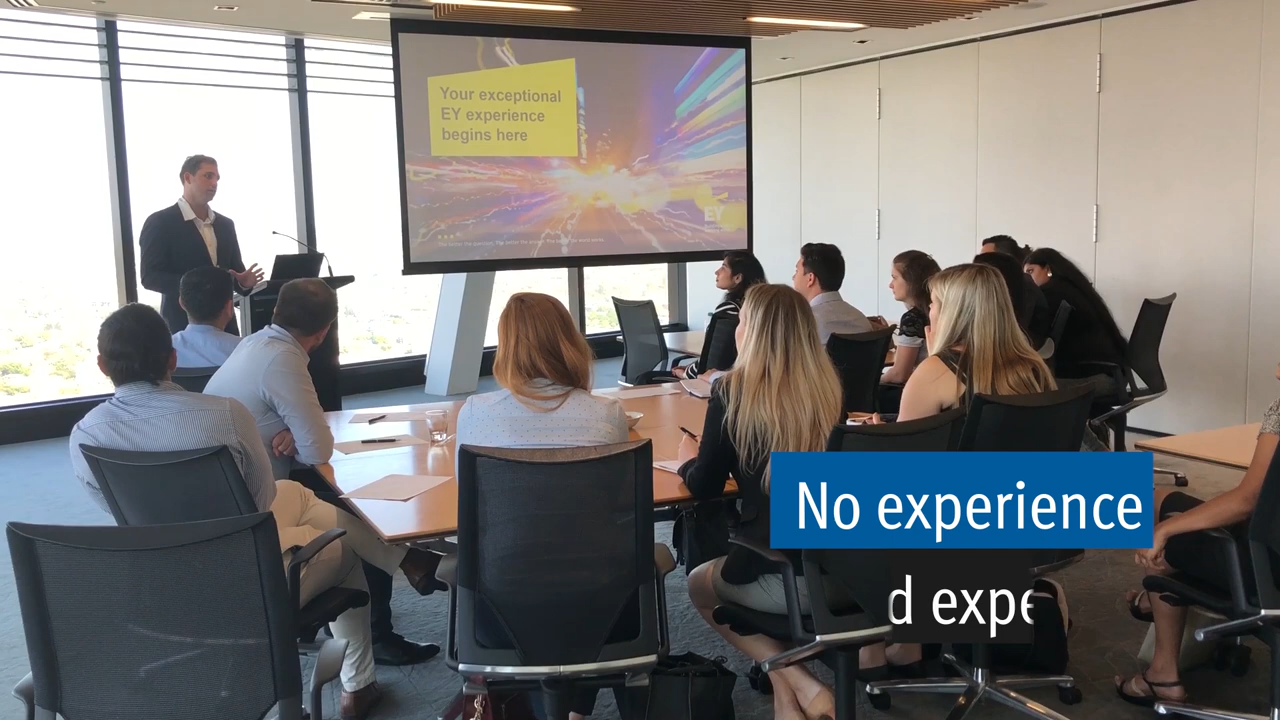 Your exceptional
EY experience
begins here
EY
No experience
d expe